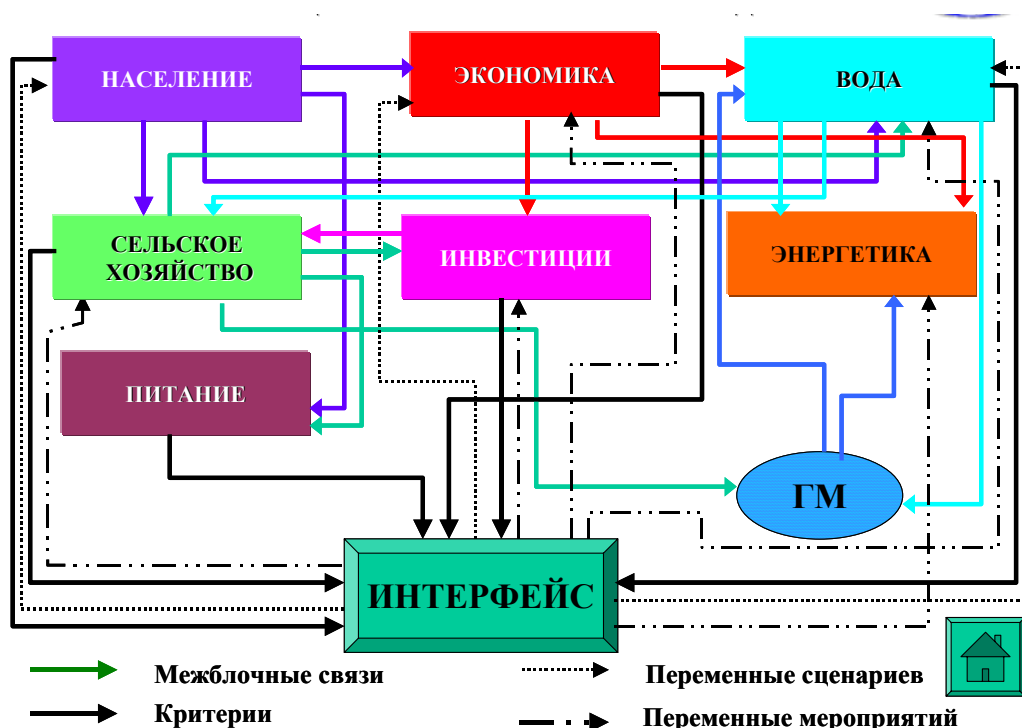 НАСЕЛЕНИЕ
ЭКОНОМИКА
ВОДА
СЕЛЬСКОЕ
ХОЗЯЙСТВО
ИНВЕСТИЦИИ
ЭНЕРГЕТИКА
ПИТАНИЕ
ГМ
ИНТЕРФЕЙС
Межблочные связи
Переменные сценариев
Критерии
Переменные мероприятий